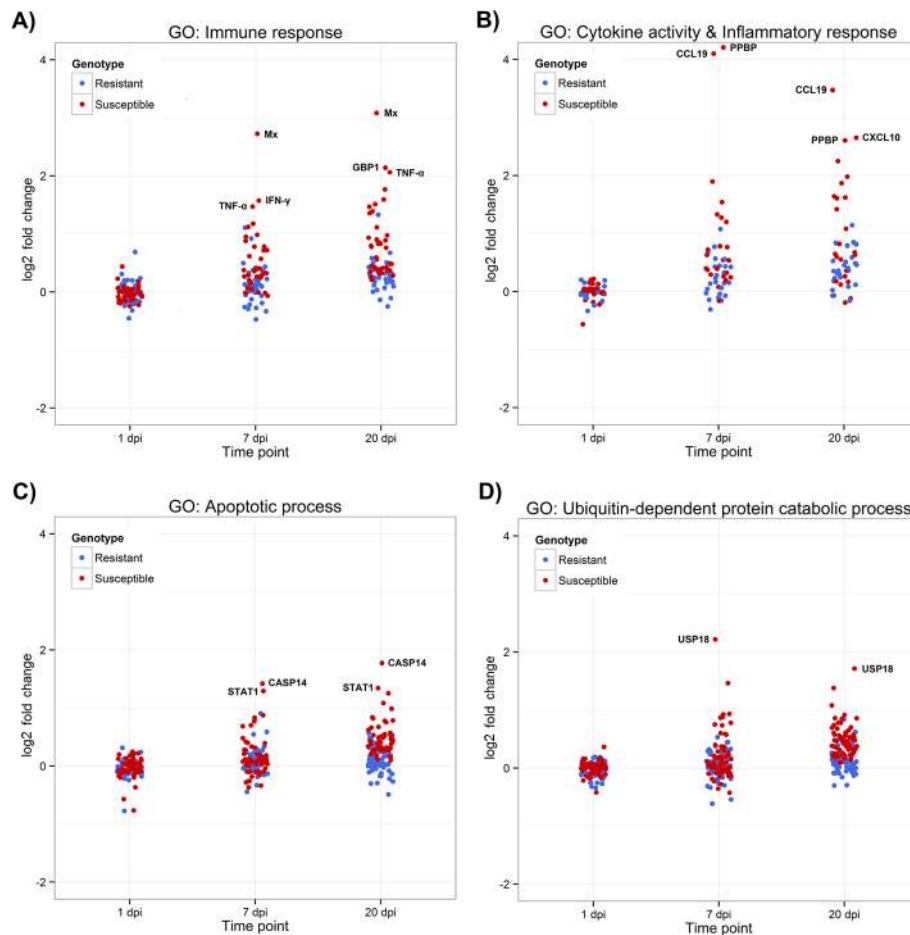 A)
GO: Immune response
4
2
0
-2
log2 fold change
Genotype
Resistant
Susceptible
Mx
TNF-α
IFN-γ
Mx
GBP1
TNF-α
1 dpi
7 dpi
20 dpi
Time point
B)
GO: Cytokine activity & Inflammatory response
4
2
0
-2
log2 fold change
Genotype
Resistant
Susceptible
CCL19
PPBP
CCL19
PPBP
CXCL10
1 dpi
7 dpi
20 dpi
Time point
C)
GO: Apoptotic process
4
2
0
-2
log2 fold change
Genotype
Resistant
Susceptible
CASP14
STAT1
CASP14
STAT1
1 dpi
7 dpi
20 dpi
Time point
D)
GO: Ubiquitin-dependent protein catabolic process
4
2
0
-2
log2 fold change
Genotype
Resistant
Susceptible
USP18
USP18
1 dpi
7 dpi
20 dpi
Time point